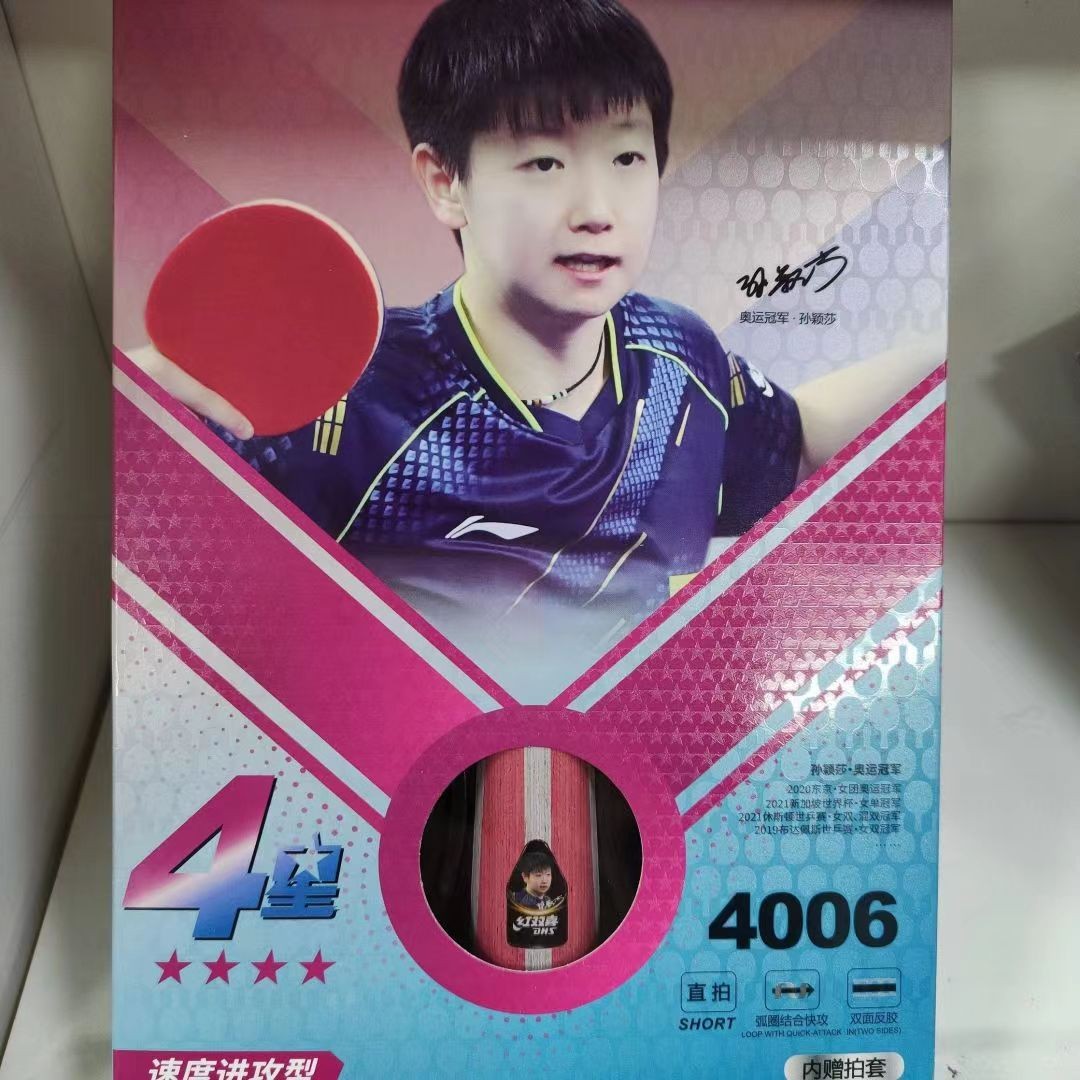 孙颖莎
奥运冠军·孙颖莎
孙颖莎·奥运冠军
2020东京·女团奥运冠军
2021新加坡世界杯·女单冠军
2021休斯顿世乒赛·女双、混双冠军
2019布达佩斯世乒赛·女双冠军
......
4星
红双喜
DHS
4006
直拍
SHORT
弧圈结合快攻
LOOP WITH QUICK-ATTACK
双面反胶
IN(TWO SIDES)
速度进攻型
内赠拍套